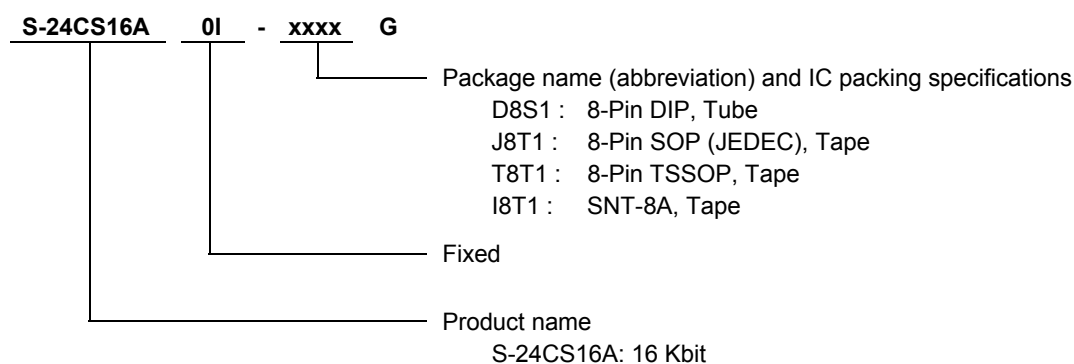 S-24CS16A 0I - xxxx G
Package name (abbreviation) and IC packing specifications
D8S1 : 8-Pin DIP, Tube
J8T1 : 8-Pin SOP (JEDEC), Tape
T8T1 : 8-Pin TSSOP, Tape
I8T1 : SNT-8A, Tape
Fixed
Product name
S-24CS16A: 16 Kbit